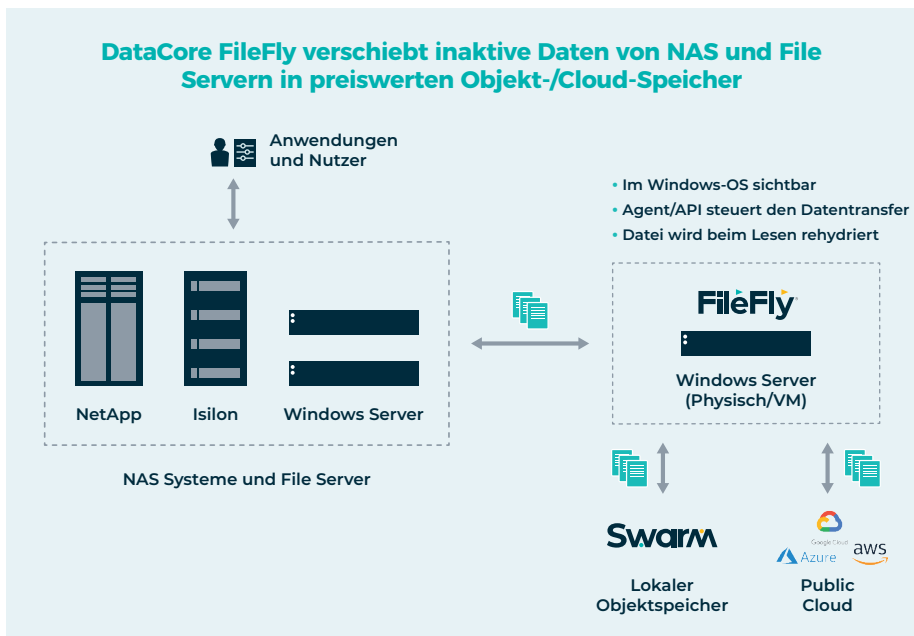 DataCore FileFly verschiebt inaktive Daten von NAS und File
Servern in preiswerten Objekt-/Cloud-Speicher
Anwendungen
und Nutzer
• Im Windows-OS sichtbar
• Agent/API steuert den Datentransfer
• Datei wird beim Lesen rehydriert
NetApp
Isilon
Windows Server
NAS Systeme und File Server
FileFly
Windows Server
(Physisch/VM)
Swarm
Lokaler
Objektspeicher
Google Cloud
Azure
aws
Public
Cloud